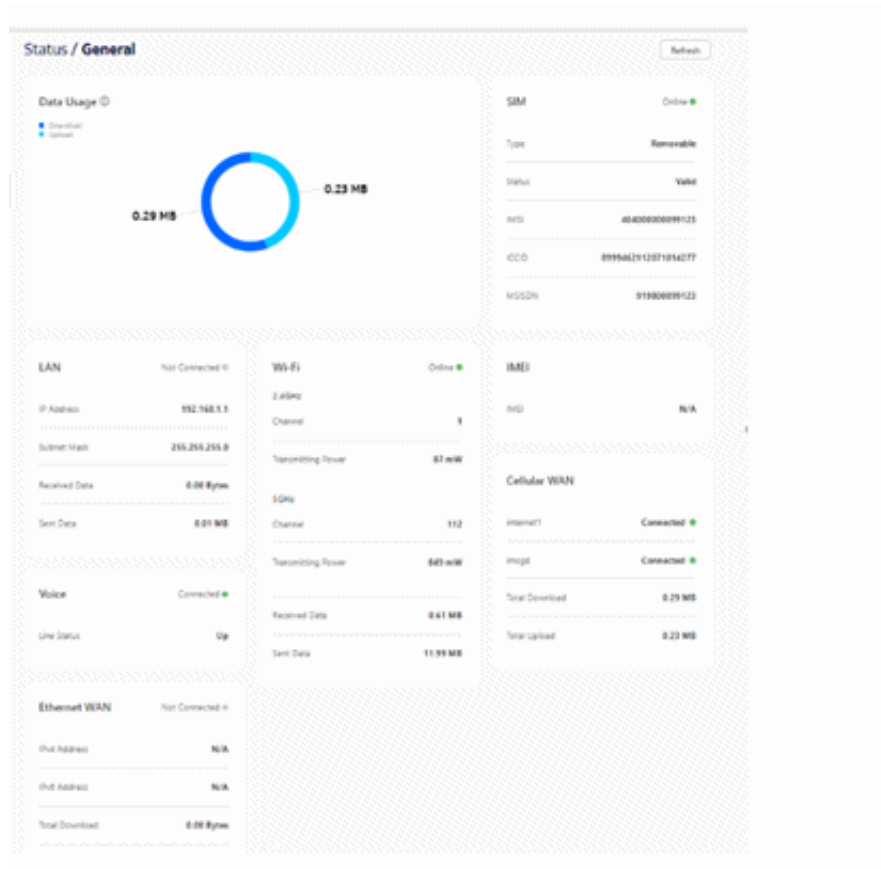 Status / General
Refresh
Data Usage
Download
Upload
0.23 MB
0.29 MB
SIM
Online
Type
Removable
Status
Valid
IMSI
ICCID
MSISDN
LAN
Not Connected
IP Address
192.168.1.1
Subnet Mask
255.255.255.0
Received Data
0.00 Bytes
Sent Data
0.01 MB
Wi-Fi
Online
2.4GHz
Channel
1
Transmitting Power
87 mW
5GHz
Channel
112
Transmitting Power
849 mW
Received Data
0.61 MB
Sent Data
11.99 MB
IMEI
IMEI
N/A
Cellular WAN
internet1
Connected
Connected
Total Download
0.29 MB
Total Upload
0.23 MB
Voice
Connected
Line Status
Up
Ethernet WAN
Not Connected
IPv4 Address
N/A
IPv6 Address
N/A
Total Download
0.00 Bytes